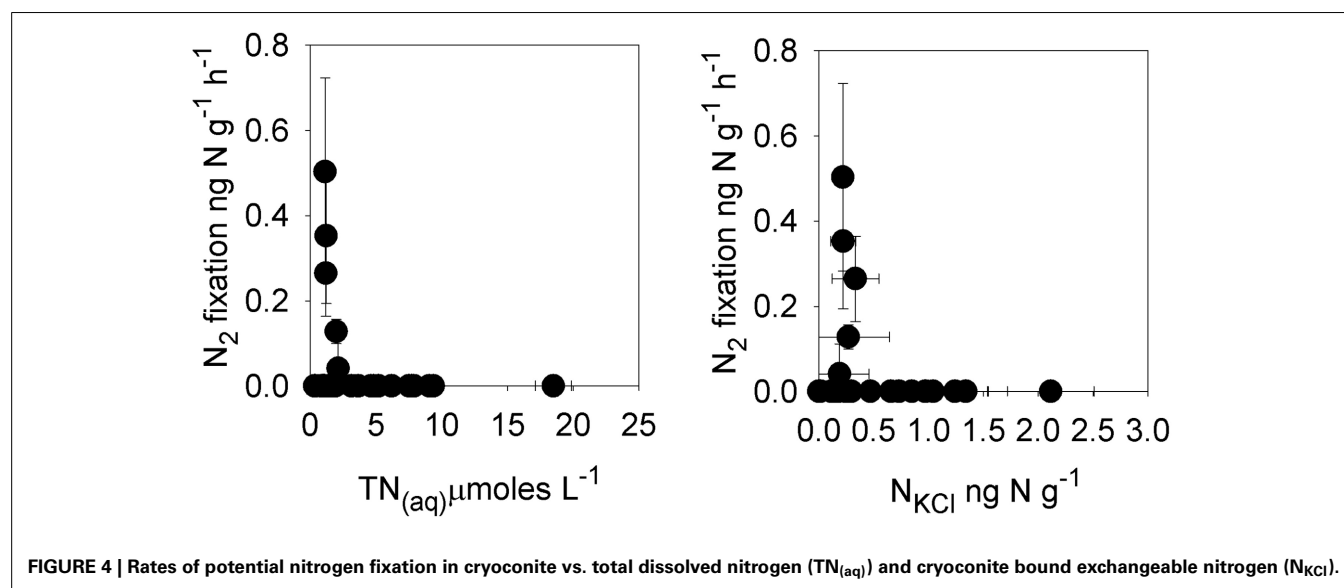 0.8
0.6
0.4
0.2
0.0
N2 fixation ng N g-1 h-1
0 5 10 15 20 25
TN(aq)μmoles L-1
0.8
0.6
0.4
0.2
0.0
N2 fixation ng N g-1 h-1
0.0 0.5 1.0 1.5 2.0 2.5 3.0
NKCl ng N g-1
FIGURE 4 | Rates of potential nitrogen fixation in cryoconite vs. total dissolved nitrogen (TN(aq)) and cryoconite bound exchangeable nitrogen (NKCl).